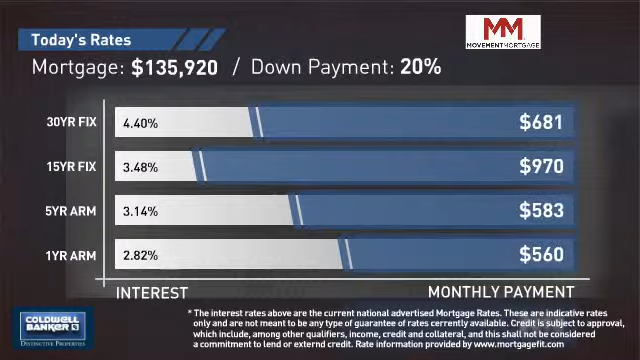 Today's Rates
MM
MOVEMENTMORTGAGE
Mortgage: $135,920 / Down Payment: 20%
30YR FIX 4.40% $681
15YR FIX 3.48% $970
5YR ARM 3.14% $583
1YR ARM 2.82% $560
INTEREST MONTHLY PAYMENT
COLDWELL
BANKER
DISTINCTIVE PROPERTIES
* The interest rates above are the current national advertised Mortgage Rates. These are indicative rates
only and are not meant to be any type of guarantee of rates cerrently available. Credit is subject to approval,
which include, among other qualifiers, income, credit and collateral, and this shall not be considered
a commitment to lend or externd credit. Rate information provided by www.mortgagefit.com